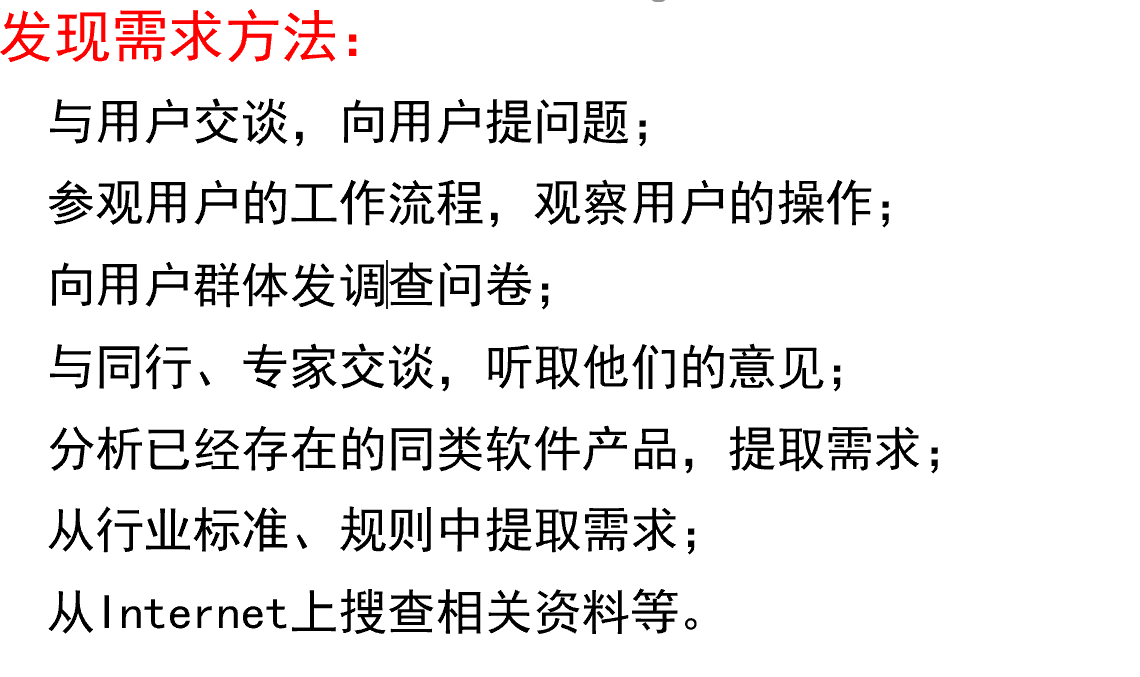 发现需求方法：
与用户交谈，向用户提问题；
参观用户的工作流程，观察用户的操作；
向用户群体发调查问卷；
与同行、专家交谈，听取他们的意见；
分析已经存在的同类软件产品，提取需求；
从行业标准、规则中提取需求；
从Internet上搜查相关资料等。